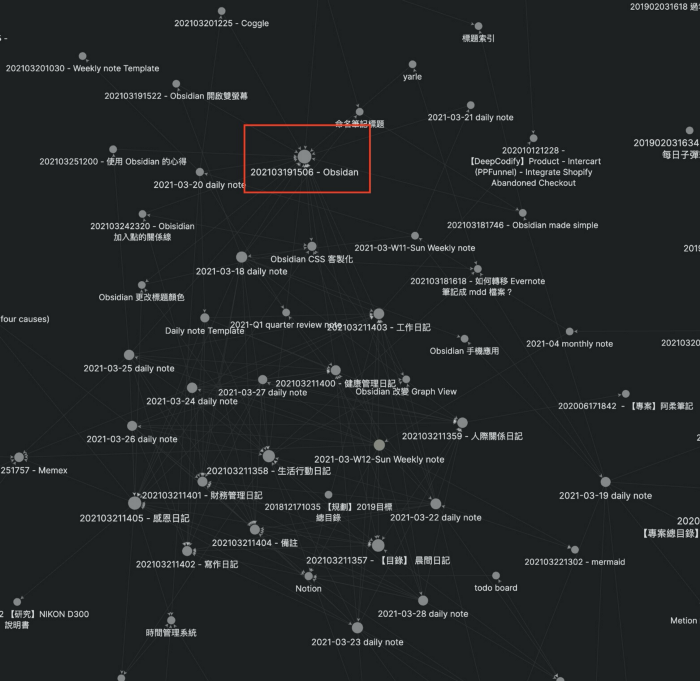 201902031618
202103201225 - Coggle
標題索引
202103201030 - Weekly note Template
yarle
202103191522 - Obsidian 開啟雙螢幕
命名筆記標題
2021-03-21 daily note
201902031634
每日子彈
202103251200 - 使用 Obsidian 的心得
202010121228 -
【DeepCodify】Product - Intercart
(PPFunnel) - Integrate Shopify
Abandoned Checkout
202103191506 - Obsidan
2021-03-20 daily note
202103242320 - Obisidian
加入點的關係線
202103181746 - Obsidian made simple
2021-03-W11-Sun Weekly note
Obsidian CSS 客製化
2021-03-18 daily note
202103181618 - 如何轉移 Evernote
筆記成 mdd 檔案？
Obsidian 更改標題顏色
four causes)
Daily note Template
2021-Q1 quarter review note
202103211403 - 工作日記
2021-04 monthly note
20210320
Obsidian 手機應用
2021-03-25 daily note
202103211400 - 健康管理日記
2021-03-27 daily note
Obsidian 改變 Graph View
2021-03-24 daily note
202006171842 - 【專案】阿柔筆記
2021-03-26 daily note
202103211359 - 人際關係日記
2021-03-W12-Sun Weekly note
251757 - Memex
202103211358 - 生活行動日記
202103211401 - 財務管理日記
2021-03-19 daily note
201812171035 【規劃】2019目標
總目錄
202103211405 - 感恩日記
2021-03-22 daily note
2020
【專案總目錄】
202103211404 - 備註
202103211402 - 寫作日記
202103211357 - 【目錄】 晨間日記
202103221302 - mermaid
Notion
todo board
2 【研究】NIKON D300
說明書
2021-03-28 daily note
Metion
時間管理系統
2021-03-23 daily note